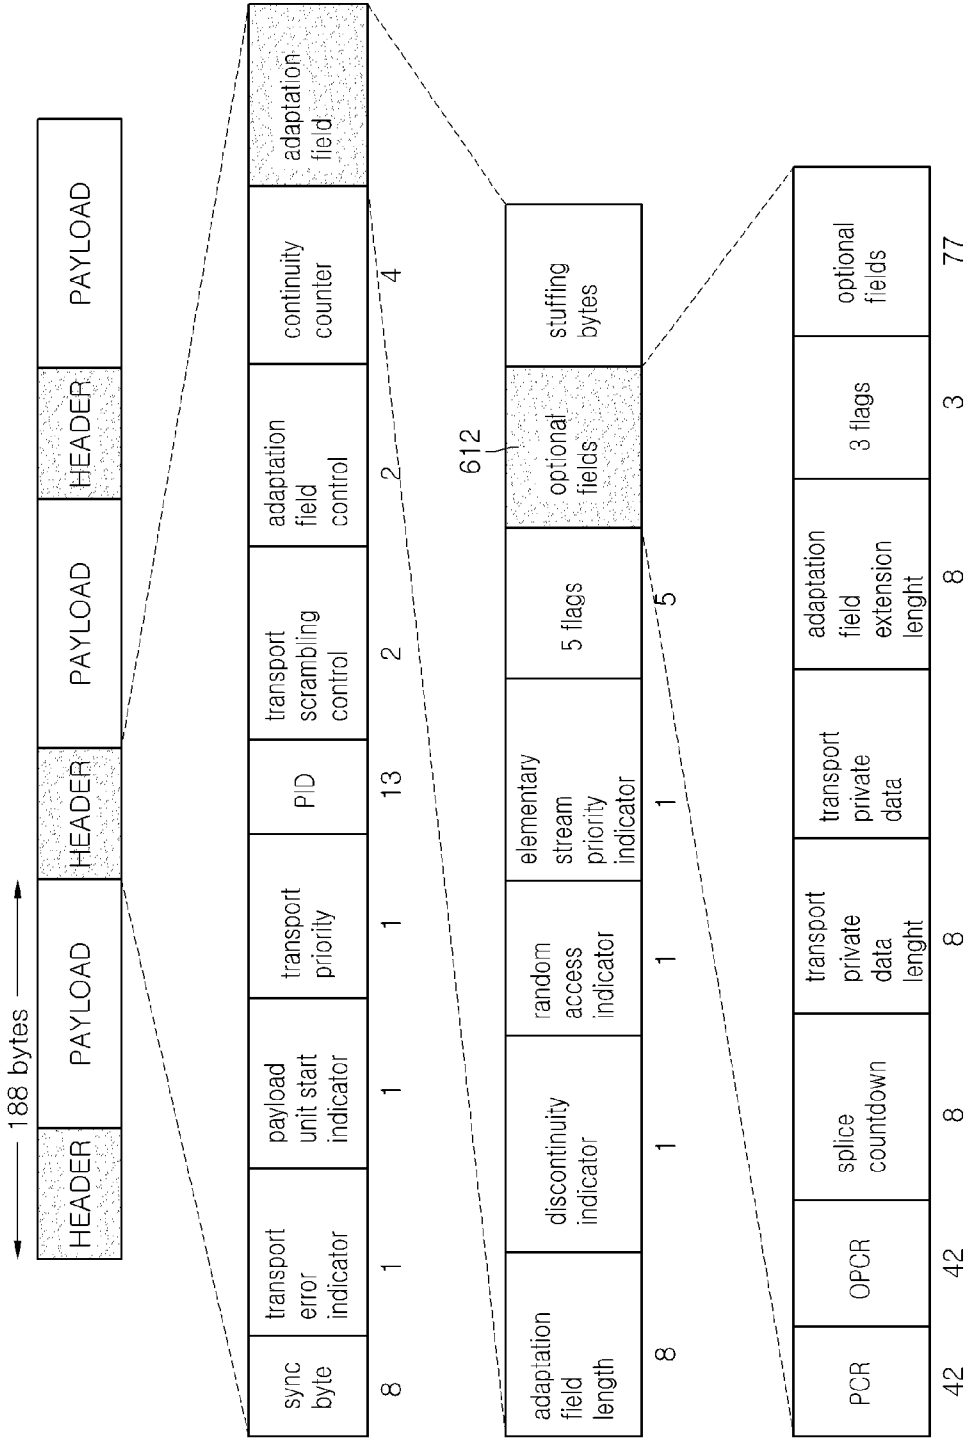 188 bytes
HEADER
PAYLOAD
HEADER
PAYLOAD
HEADER
PAYLOAD
sync
byte
transport
error
indicator
payload
unit start
indicator
transport
priority
PID
transport
scrambling
control
adaptation
field
control
continuity
counter
adaptation
field
8
1
1
1
13
2
2
4
612
adaptation
field
length
discontinuity
indicator
random
access
indicator
elementary
stream
priority
indicator
5 flags
optional
fields
stuffing
bytes
8
1
1
1
5
PCR
OPCR
splice
countdown
transport
private
data
lenght
transport
private
data
adaptation
field
extension
lenght
3 flags
optional
fields
42
42
8
8
8
3
77